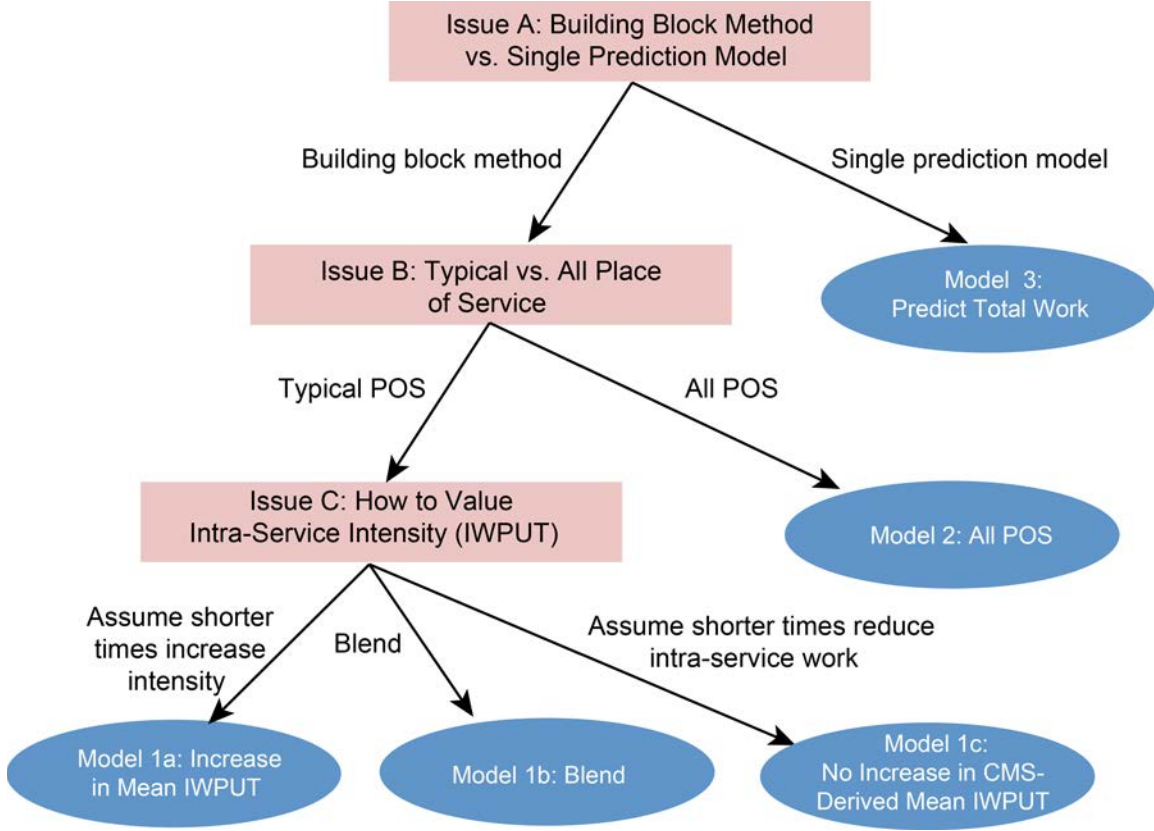 Issue A: Building Block Method
vs. Single Prediction Model
Building block method
Single prediction model
Issue B: Typical vs. All Place
of Service
Model 3:
Predict Total Work
Typical POS
All POS
Issue C: How to Value
Intra-Service Intensity (IWPUT)
Model 2: All POS
Assume shorter
times increase
intensity
Blend
Assume shorter times reduce
intra-service work
Model 1a: Increase
in Mean IWPUT
Model 1b: Blend
Model 1c:
No Increase in CMS-
Derived Mean IWPUT